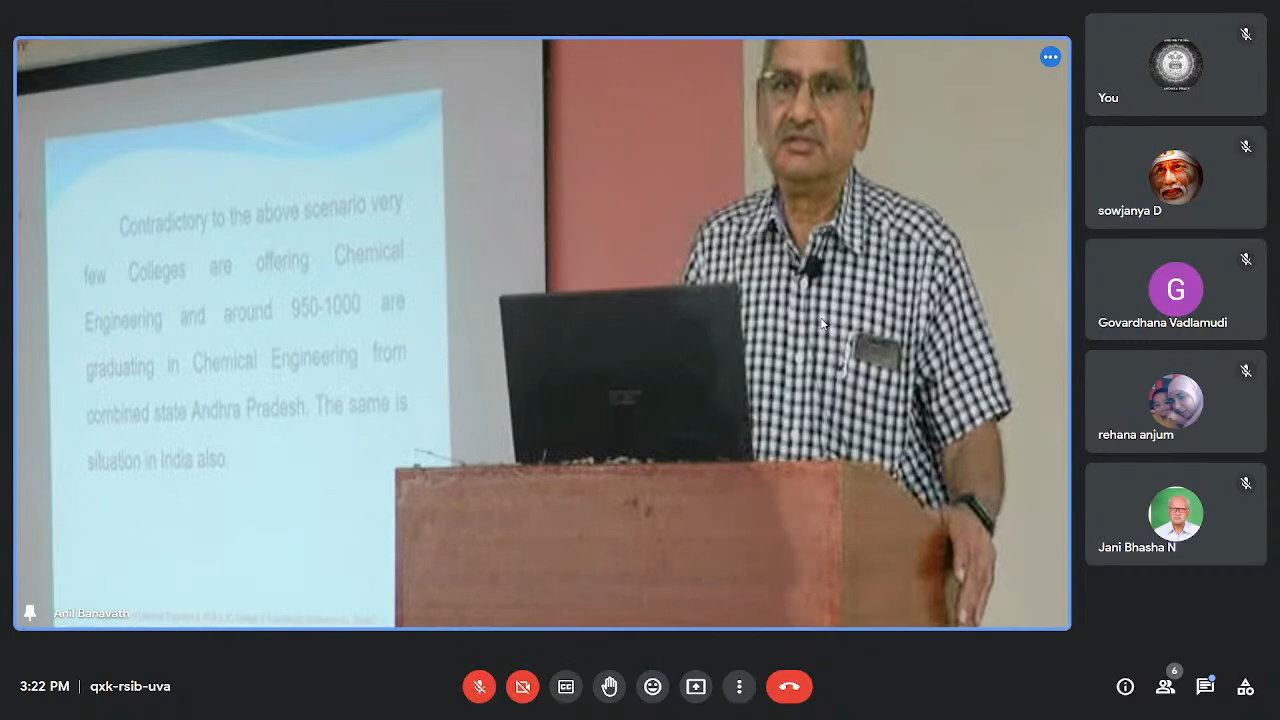 Contradictory to the above scenario very
few Colleges are offering Chemical
Engineering and around 950-1000 are
graduating in Chemical Engineering from
combined state Andhra Pradesh. The same is
situation in India also.
Anil Banavath
You
sowjanya D
G
Govardhana Vadlamudi
rehana anjum
Jani Bhasha N
3:22 PM | qxk-rsib-uva
6